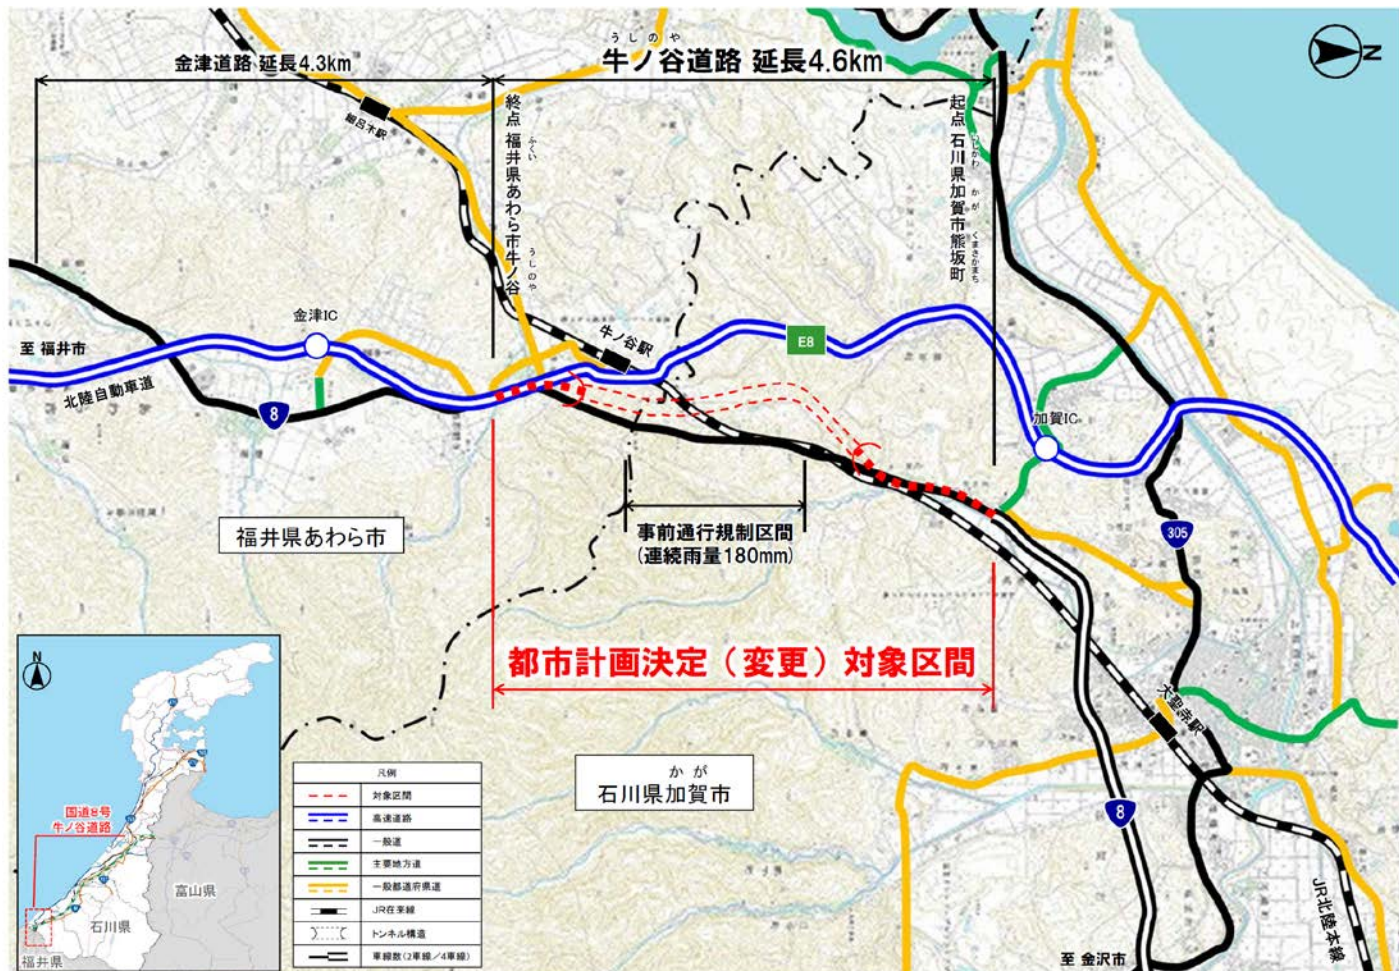 うしのや
金津道路 延長4.3km
牛ノ谷道路 延長4.6km
N
細呂木駅
終点 福井県あわら市牛ノ谷
ふくい
うしのや
起点 石川県加賀市熊坂町
いしかわ
かが
くまさかまち
金津IC
至 福井市
北陸自動車道
8
牛ノ谷駅
E8
加賀IC
305
福井県あわら市
事前通行規制区間
(連続雨量180mm)
都市計画決定(変更)対象区間
大聖寺駅
かが
石川県加賀市
8
JR北陸本線
至 金沢市
N
国道8号
牛ノ谷道路
富山県
石川県
福井県
凡例
対象区間
高速道路
一般道
主要地方道
一般都道府県道
JR在来線
トンネル構造
車線数(2車線/4車線)